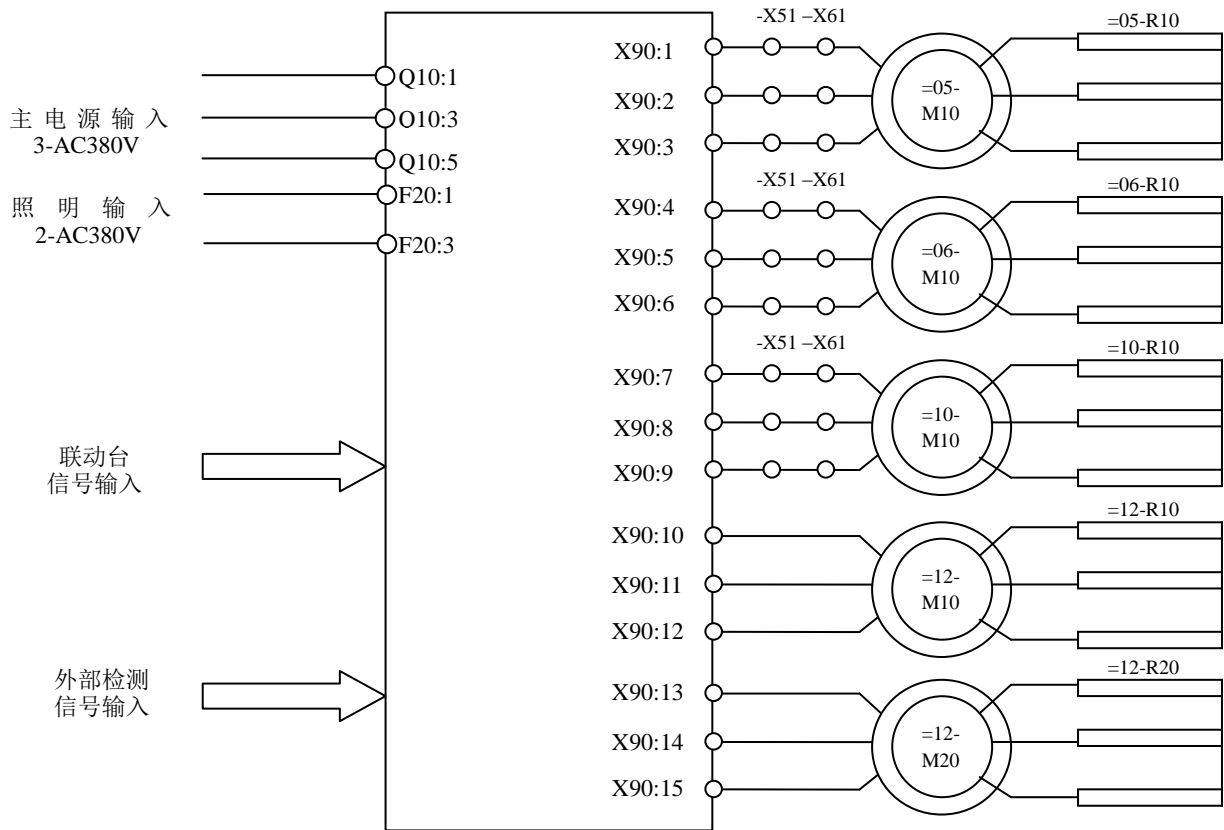 主 电 源 输 入
3-AC380V
照 明 输 入
2-AC380V
联动台
信号输入
外部检测
信号输入
Q10:1
O10:3
Q10:5
F20:1
F20:3
X90:1
X90:2
X90:3
X90:4
X90:5
X90:6
X90:7
X90:8
X90:9
X90:10
X90:11
X90:12
X90:13
X90:14
X90:15
-X51 –X61
=05-
M10
=05-R10
-X51 –X61
=06-
M10
=06-R10
-X51 –X61
=10-
M10
=10-R10
=12-
M10
=12-R10
=12-
M20
=12-R20